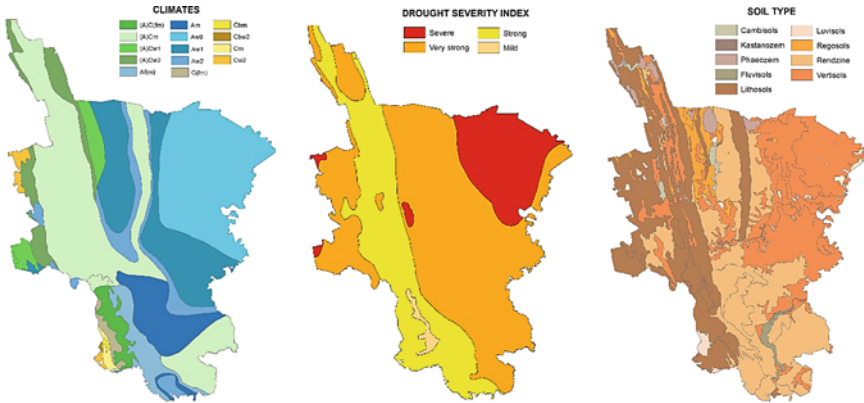 CLIMATES
(A)C(fm)
(A)Cm
(A)Cw1
(A)Cw2
Af(m)
Am
Aw0
Aw1
Aw2
C(fm)
Cbm
Cbw2
Cm
Cw2
DROUGHT SEVERITY INDEX
Severe
Very strong
Strong
Mild
SOIL TYPE
Cambisols
Kastanozem
Phaeozem
Fluvisols
Lithosols
Luvisols
Regosols
Rendzine
Vertisols